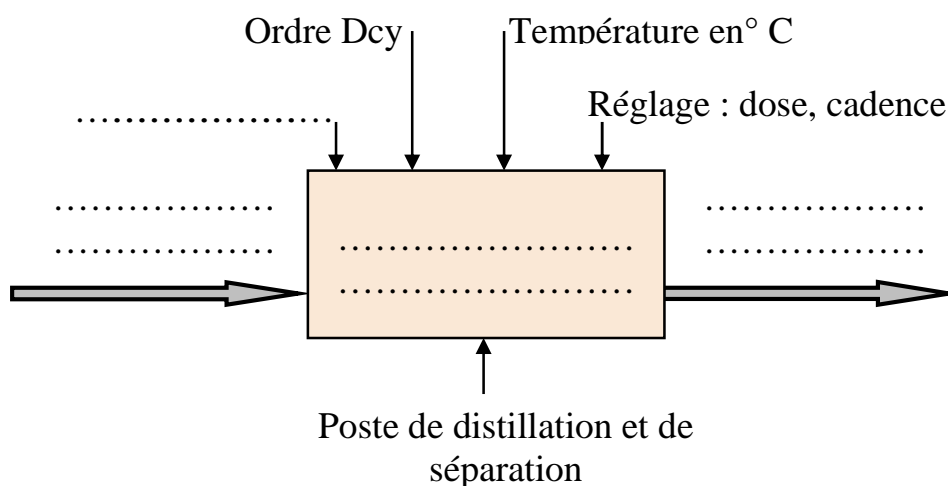 Ordre Dcy
Température en° C
Réglage : dose, cadence
……………………
………………
………………
………………
………………
………………………
………………………
Poste de distillation et de
séparation